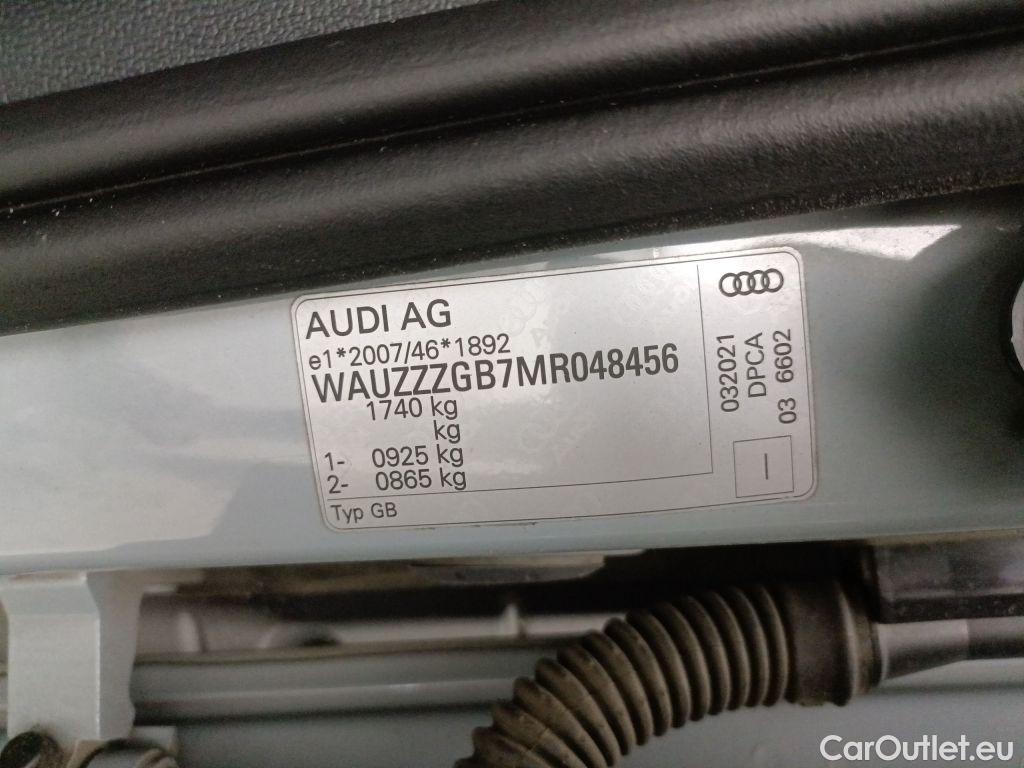 AUDI AG
e1*2007/46*1892
WAUZZZGB7MR048456
1740 kg
kg
1- 0925 kg
2- 0865 kg
Typ GB
032021
DPCA
03 6602
CarOutlet.eu